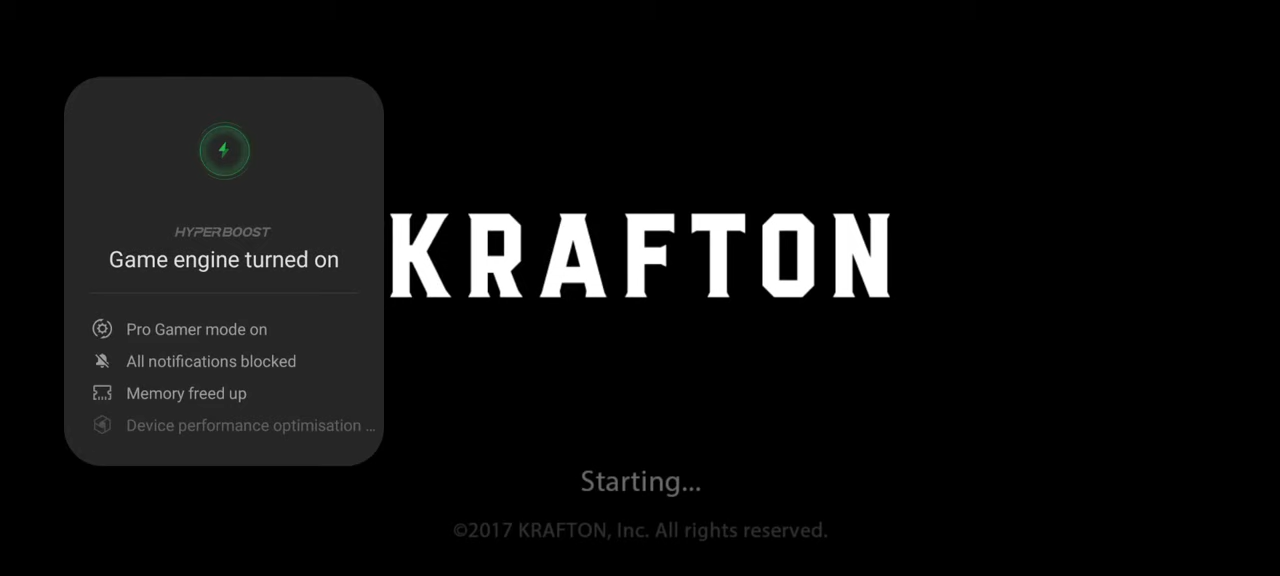 HYPERBOOST
Game engine turned on
Pro Gamer mode on
All notifications blocked
Memory freed up
Device performance optimisation ...
KRAFTON
Starting...
©2017 KRAFTON, Inc. All rights reserved.